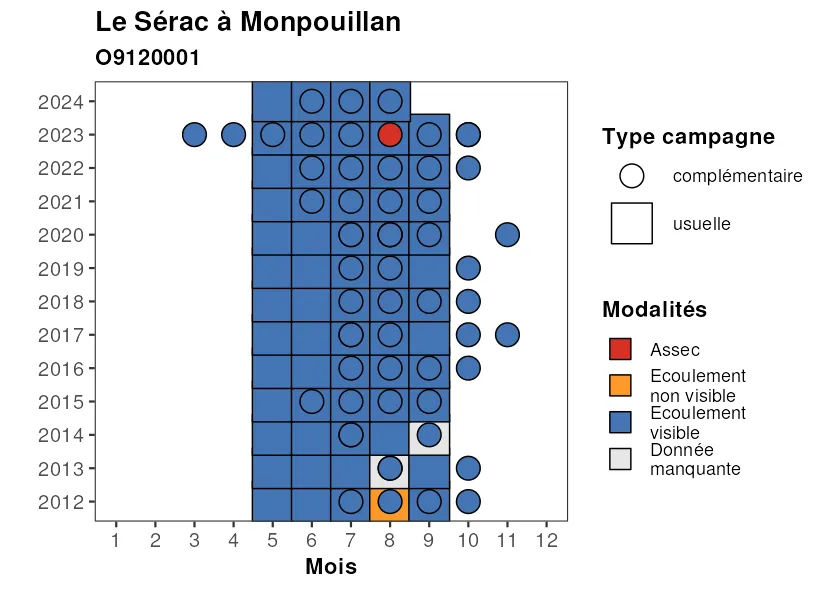 Le Sérac à Monpouillan
O9120001
2024
2023
2022
2021
2020
2019
2018
2017
2016
2015
2014
2013
2012
1 2 3 4 5 6 7 8 9 10 11 12
Mois
Type campagne
complémentaire
usuelle
Modalités
Assec
Ecoulement
non visible
Ecoulement
visible
Donnée
manquante